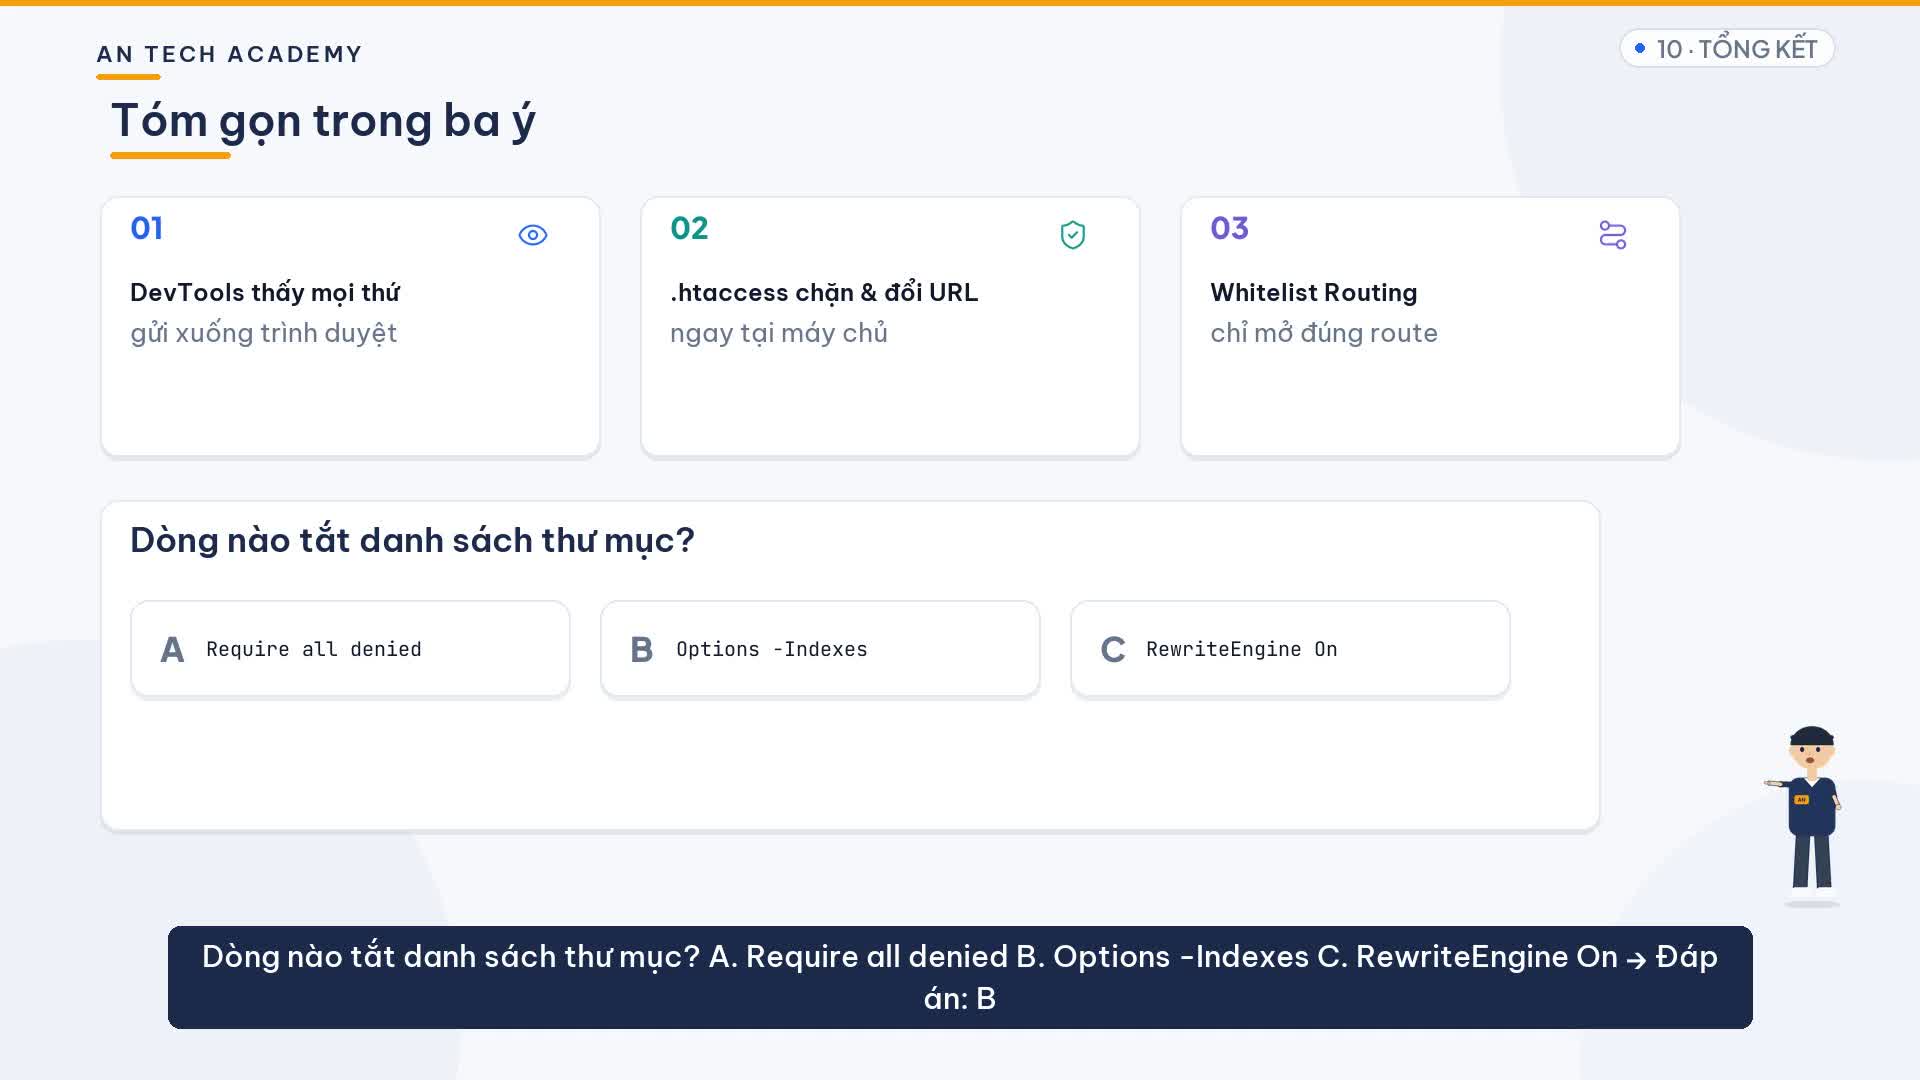 AN TECH ACADEMY
10 · TỔNG KẾT
Tóm gọn trong ba ý
01
DevTools thấy mọi thứ
gửi xuống trình duyệt
02
.htaccess chặn & đổi URL
ngay tại máy chủ
03
Whitelist Routing
chỉ mở đúng route
Dòng nào tắt danh sách thư mục?
A Require all denied
B Options -Indexes
C RewriteEngine On
AN
Dòng nào tắt danh sách thư mục? A. Require all denied B. Options -Indexes C. RewriteEngine On → Đáp
án: B